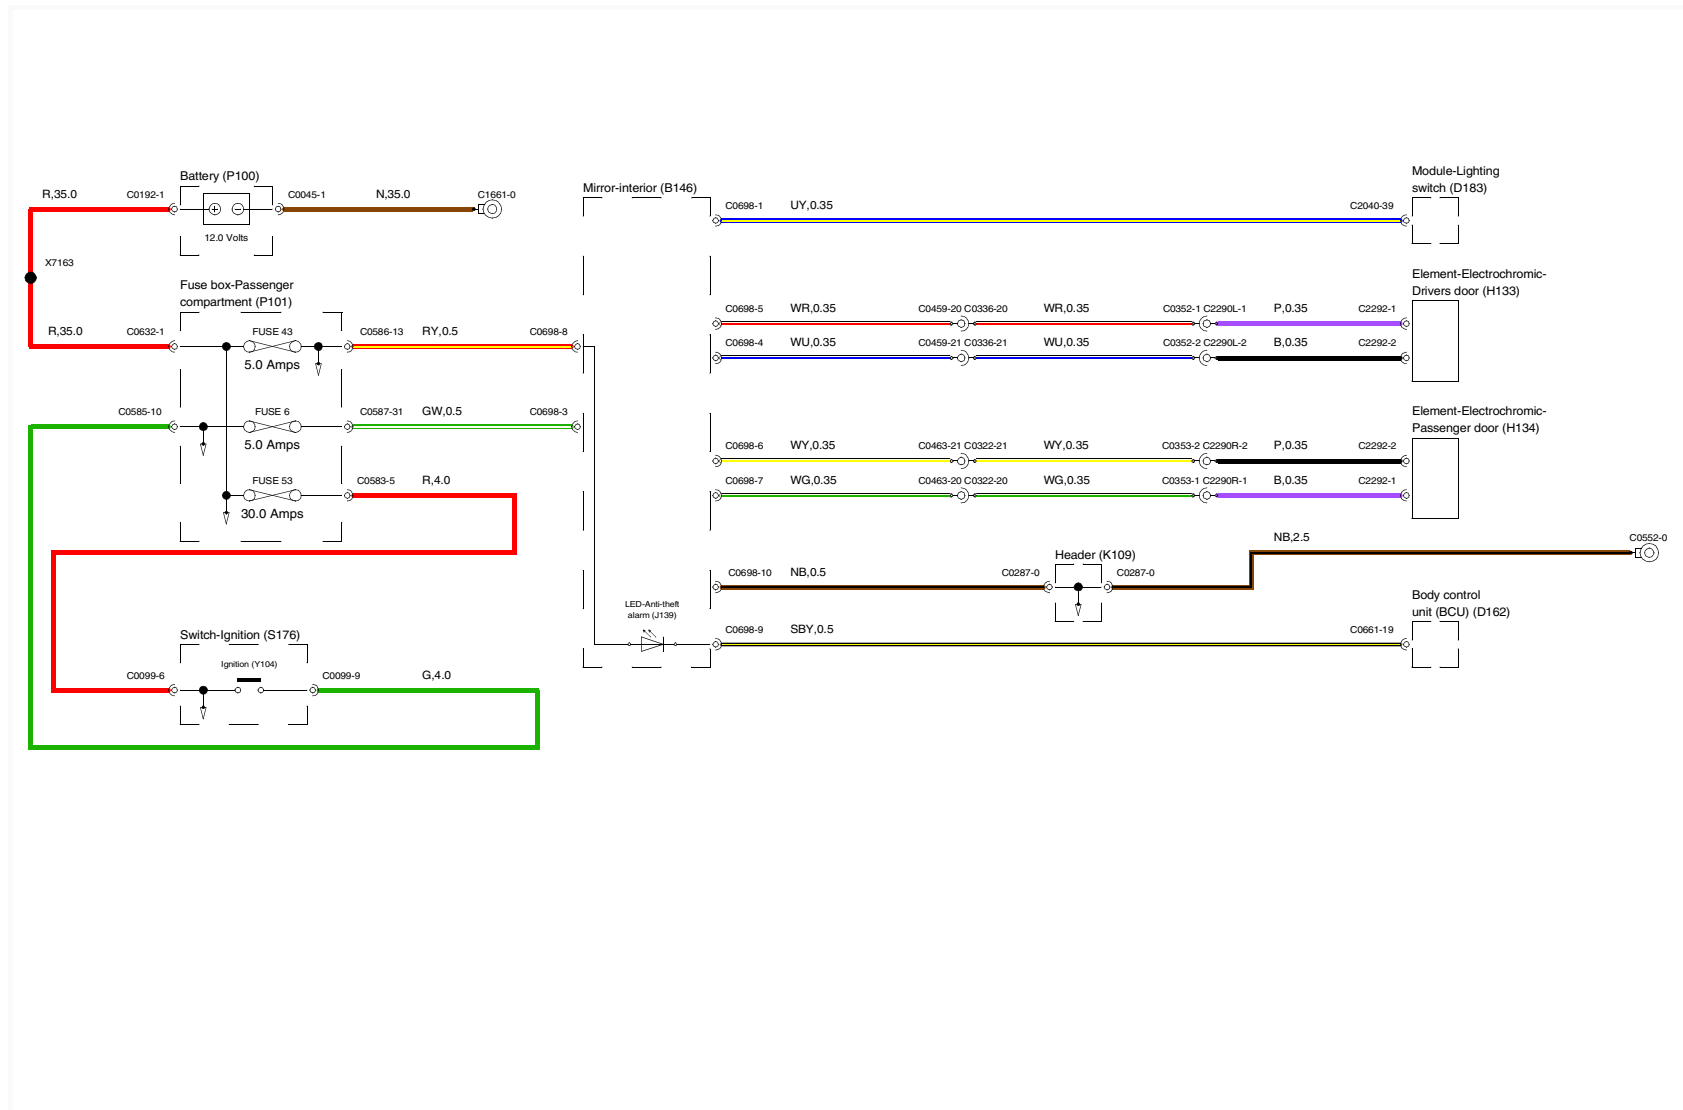 Battery (P100)
R,35.0
C0192-1
C0045-1
N,35.0
C1661-0
12.0 Volts
X7163
Fuse box-Passenger
compartment (P101)
R,35.0
C0632-1
FUSE 43
5.0 Amps
C0586-13
RY,0.5
C0698-8
C0585-10
FUSE 6
5.0 Amps
C0587-31
GW,0.5
C0698-3
FUSE 53
30.0 Amps
C0583-5
R,4.0
Switch-Ignition (S176)
Ignition (Y104)
C0099-6
C0099-9
G,4.0
Mirror-interior (B146)
LED-Anti-theft
alarm (J139)
C0698-1
UY,0.35
C2040-39
Module-Lighting
switch (D183)
Element-Electrochromic-
Drivers door (H133)
C0698-5
WR,0.35
C0459-20 C0336-20
WR,0.35
C0352-1 C2290L-1
P,0.35
C2292-1
C0698-4
WU,0.35
C0459-21 C0336-21
WU,0.35
C0352-2 C2290L-2
B,0.35
C2292-2
Element-Electrochromic-
Passenger door (H134)
C0698-6
WY,0.35
C0463-21 C0322-21
WY,0.35
C0353-2 C2290R-2
P,0.35
C2292-2
C0698-7
WG,0.35
C0463-20 C0322-20
WG,0.35
C0353-1 C2290R-1
B,0.35
C2292-1
NB,2.5
C0552-0
Header (K109)
C0698-10
NB,0.5
C0287-0
C0287-0
Body control
unit (BCU) (D162)
C0698-9
SBY,0.5
C0661-19